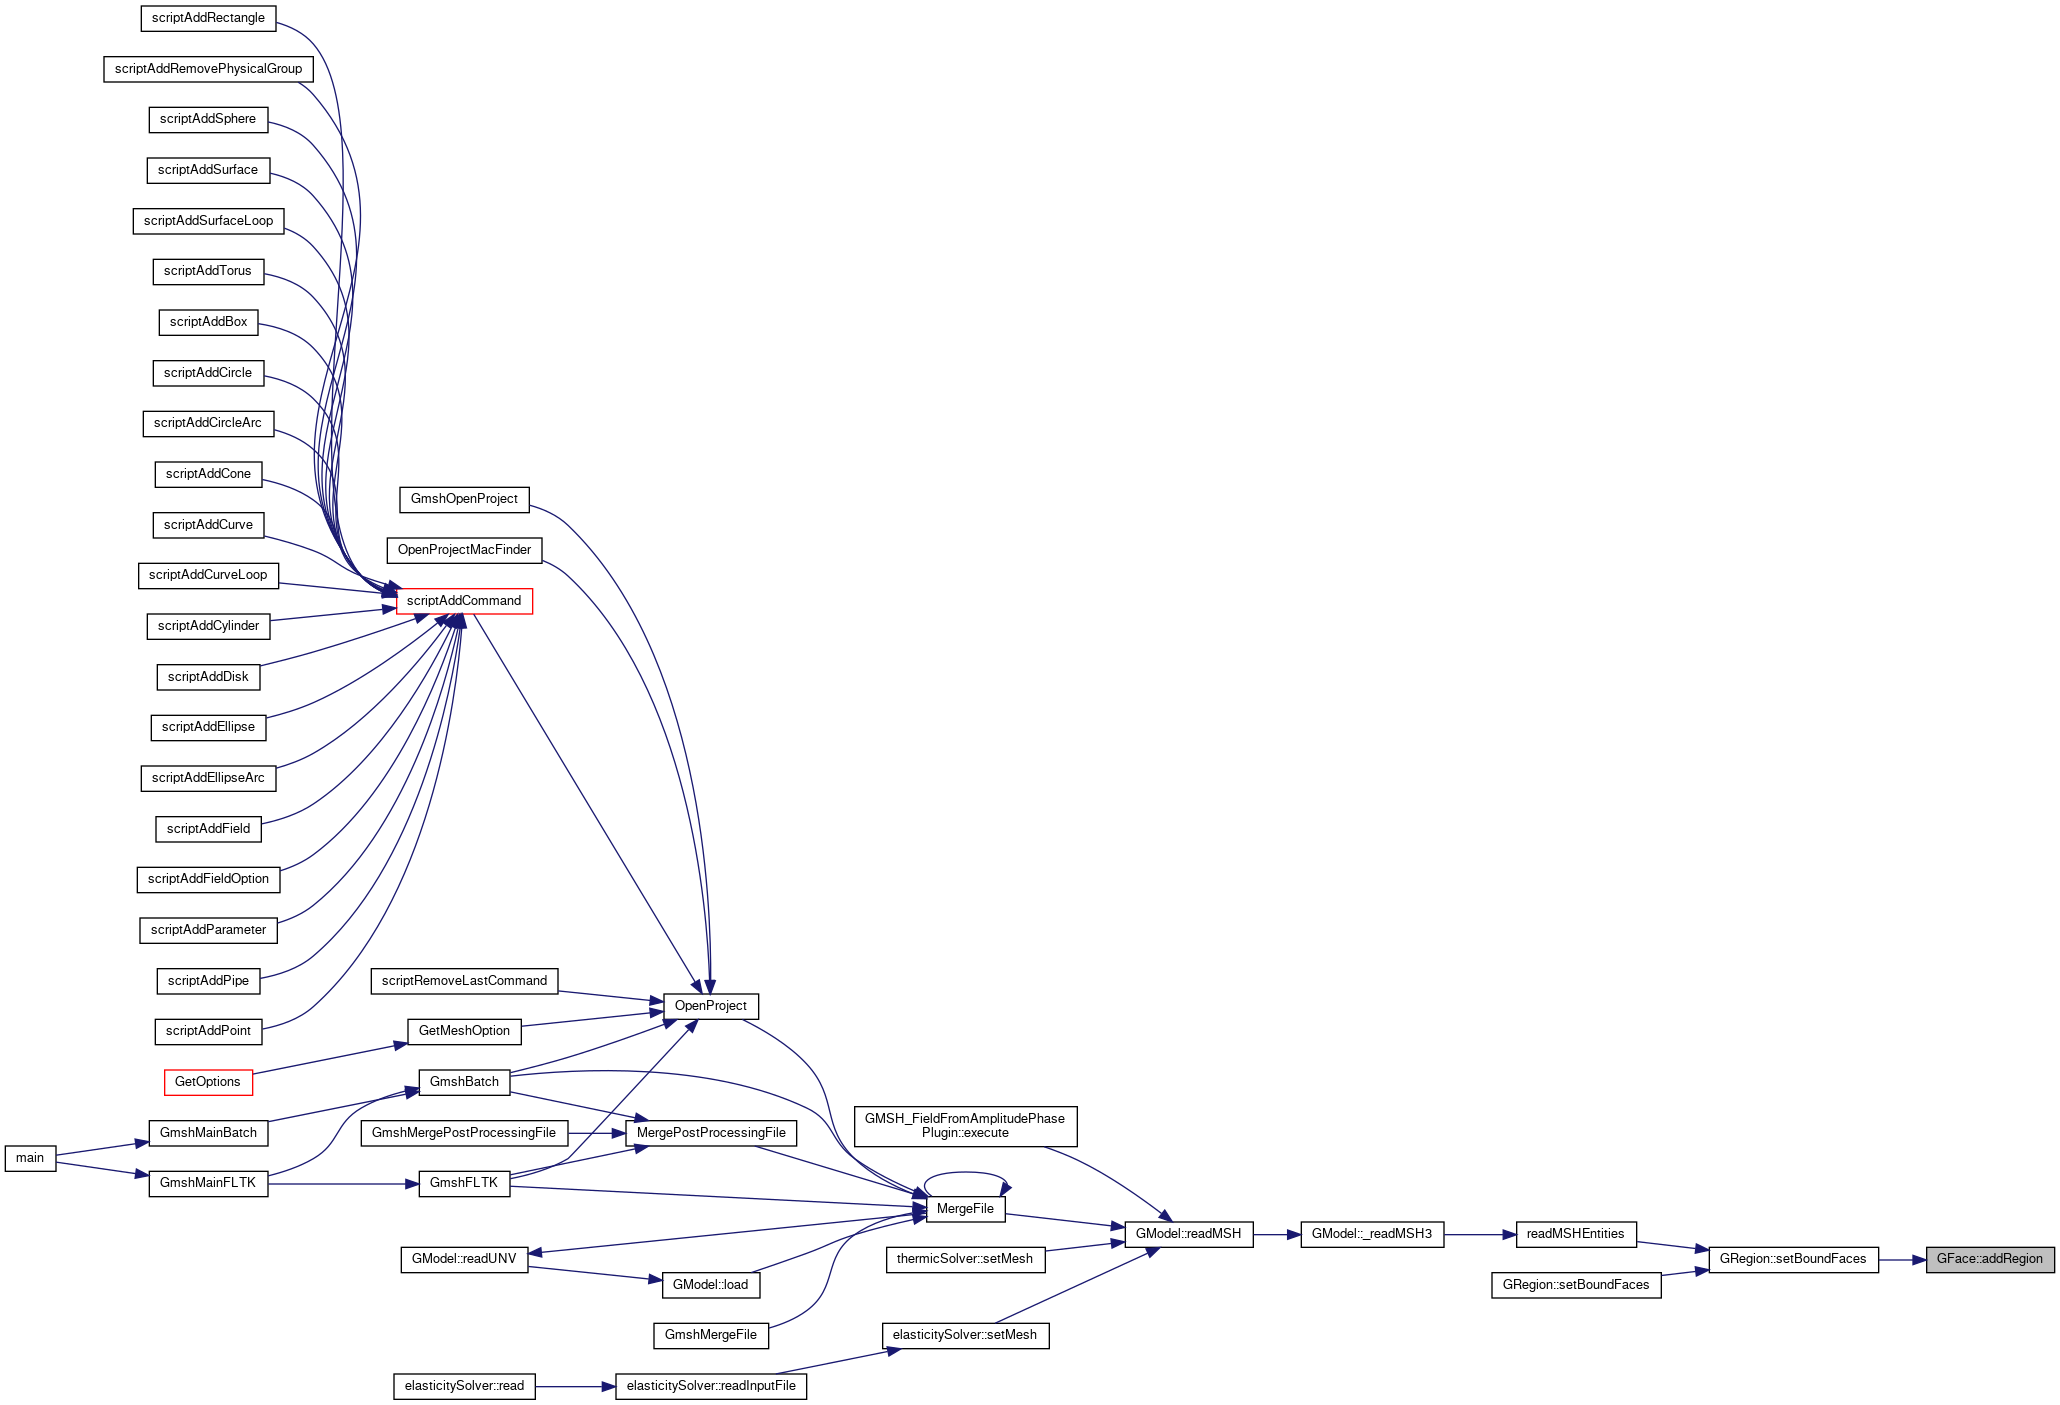 scriptAddRectangle
scriptAddRemovePhysicalGroup
scriptAddSphere
scriptAddSurface
scriptAddSurfaceLoop
scriptAddTorus
scriptAddBox
scriptAddCircle
scriptAddCircleArc
scriptAddCone
scriptAddCurve
scriptAddCurveLoop
scriptAddCylinder
scriptAddDisk
scriptAddEllipse
scriptAddEllipseArc
scriptAddField
scriptAddFieldOption
scriptAddParameter
scriptAddPipe
scriptAddPoint
GetOptions
GmshMainBatch
main
GmshMainFLTK
GmshOpenProject
OpenProjectMacFinder
scriptAddCommand
scriptRemoveLastCommand
GetMeshOption
GmshBatch
GmshMergePostProcessingFile
GmshFLTK
GModel::readUNV
elasticitySolver::read
OpenProject
MergePostProcessingFile
GModel::load
GmshMergeFile
elasticitySolver::readInputFile
GMSH_FieldFromAmplitudePhase
Plugin::execute
MergeFile
thermicSolver::setMesh
elasticitySolver::setMesh
GModel::readMSH
GModel::_readMSH3
readMSHEntities
GRegion::setBoundFaces
GRegion::setBoundFaces
GFace::addRegion